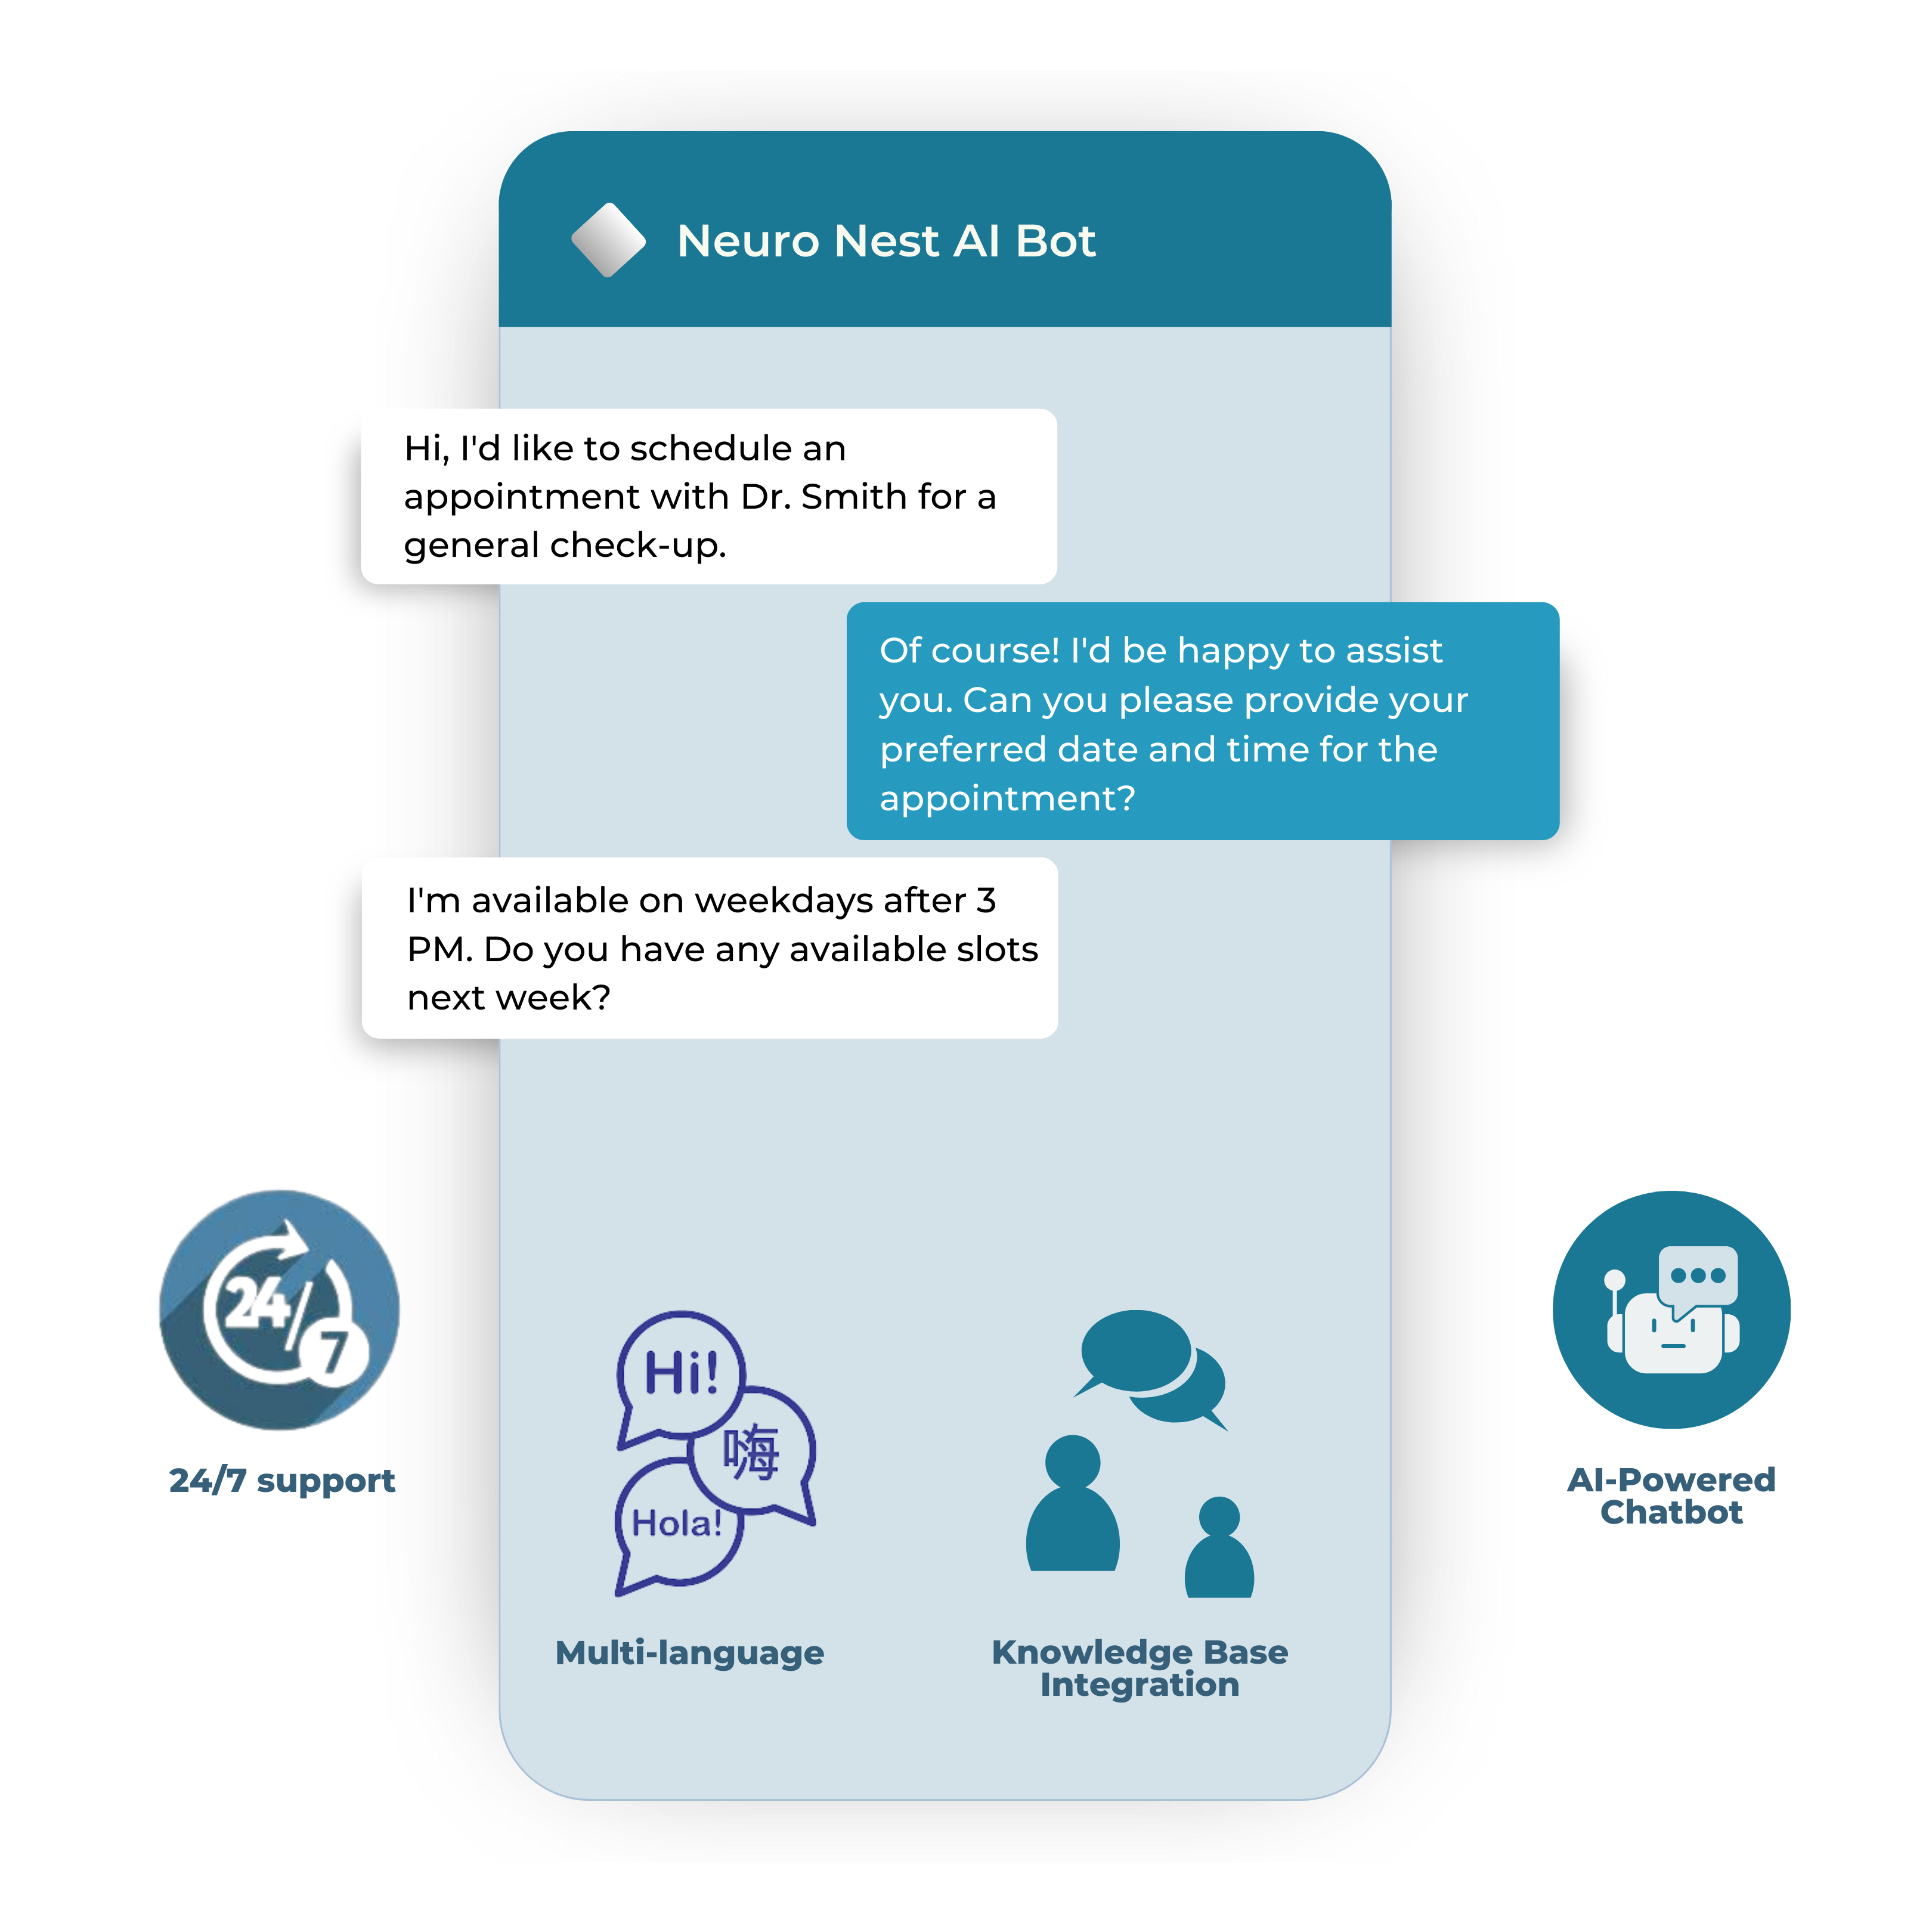 Neuro Nest AI Bot
Hi, I'd like to schedule an
appointment with Dr. Smith for a
general check-up.
Of course! I'd be happy to assist
you. Can you please provide your
preferred date and time for the
appointment?
I'm available on weekdays after 3
PM. Do you have any available slots
next week?
24/7
24/7 support
Hi!
嗨
Hola!
Multi-language
Knowledge Base
Integration
AI-Powered
Chatbot